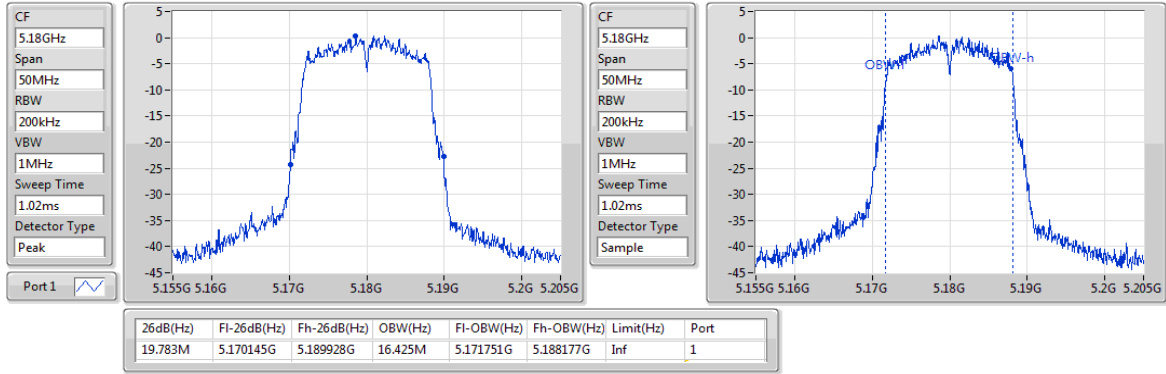 CF
5.18GHz
Span
50MHz
RBW
200kHz
VBW
1MHz
Sweep Time
1.02ms
Detector Type
Peak
Port 1
5
0
-5
-10
-15
-20
-25
-30
-35
-40
-45
5.155G 5.16G 5.17G 5.18G 5.19G 5.2G 5.205G
CF
5.18GHz
Span
50MHz
RBW
200kHz
VBW
1MHz
Sweep Time
1.02ms
Detector Type
Sample
5
0
-5
-10
-15
-20
-25
-30
-35
-40
-45
5.155G 5.16G 5.17G 5.18G 5.19G 5.2G 5.205G
26dB(Hz) Fl-26dB(Hz) Fh-26dB(Hz) OBW(Hz) Fl-OBW(Hz) Fh-OBW(Hz) Limit(Hz) Port
19.783M 5.170145G 5.189928G 16.425M 5.171751G 5.188177G Inf 1